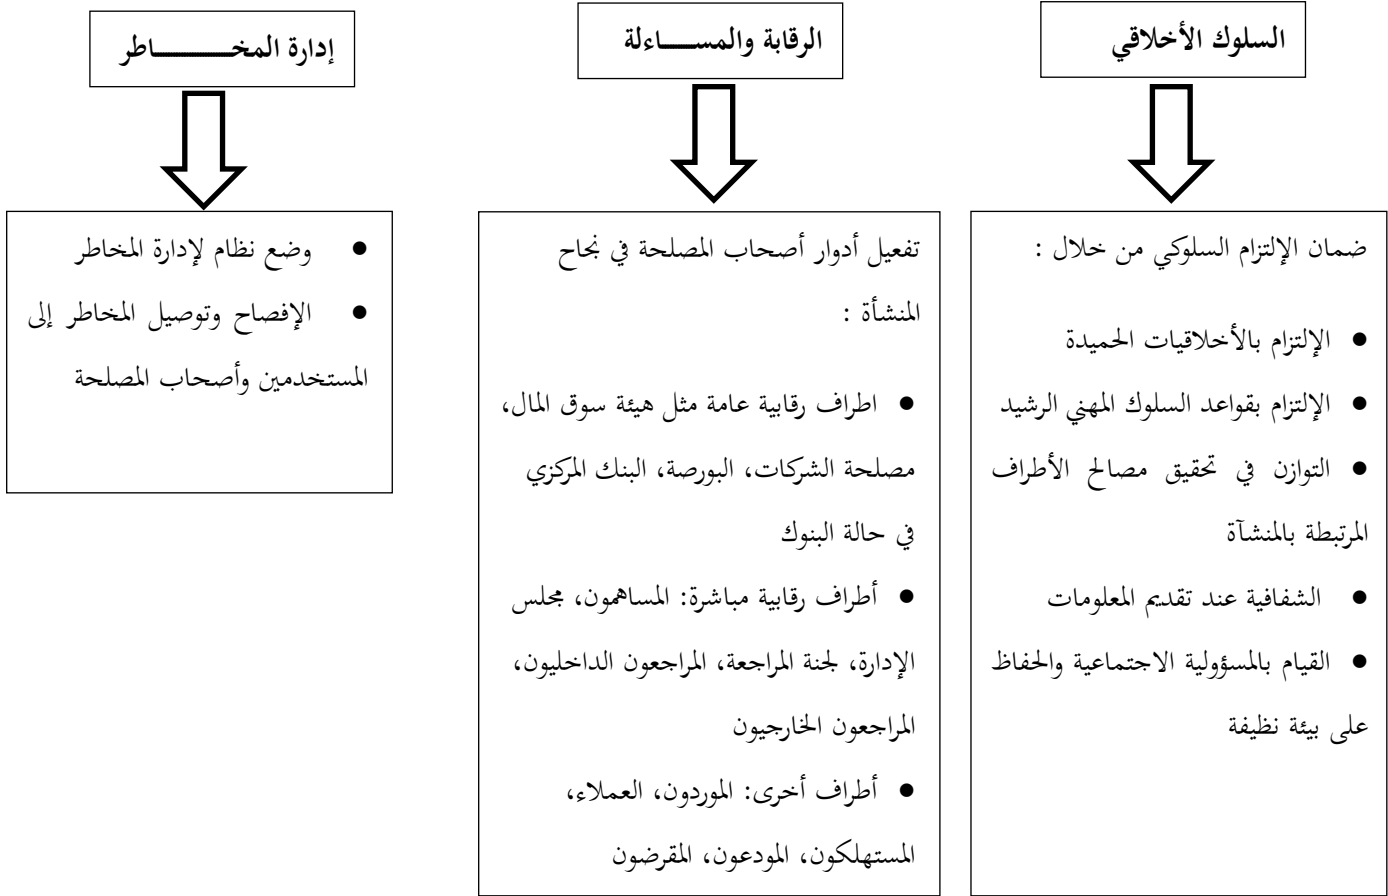 السلوك الأخلاقي
ضمان الإلتزام السلوكي من خلال :
● الإلتزام بالأخلاقيات الحميدة
● الإلتزام بقواعد السلوك المهني الرشيد
● التوازن في تحقيق مصالح الأطراف
المرتبطة بالمنشآة
● الشفافية عند تقديم المعلومات
● القيام بالمسؤولية الاجتماعية والحفاظ
على بيئة نظيفة
الرقابة والمســـاءلة
تفعيل أدوار أصحاب المصلحة في نجاح
المنشأة :
● اطراف رقابية عامة مثل هيئة سوق المال،
مصلحة الشركات، البورصة، البنك المركزي
في حالة البنوك
● أطراف رقابية مباشرة: المساهمون، مجلس
الإدارة، لجنة المراجعة، المراجعون الداخليون،
المراجعون الخارجيون
● أطراف أخرى: الموردون، العملاء،
المستهلكون، المودعون، المقرضون
إدارة المخــــــــاطر
● وضع نظام لإدارة المخاطر
● الإفصاح وتوصيل المخاطر إلى
المستخدمين وأصحاب المصلحة